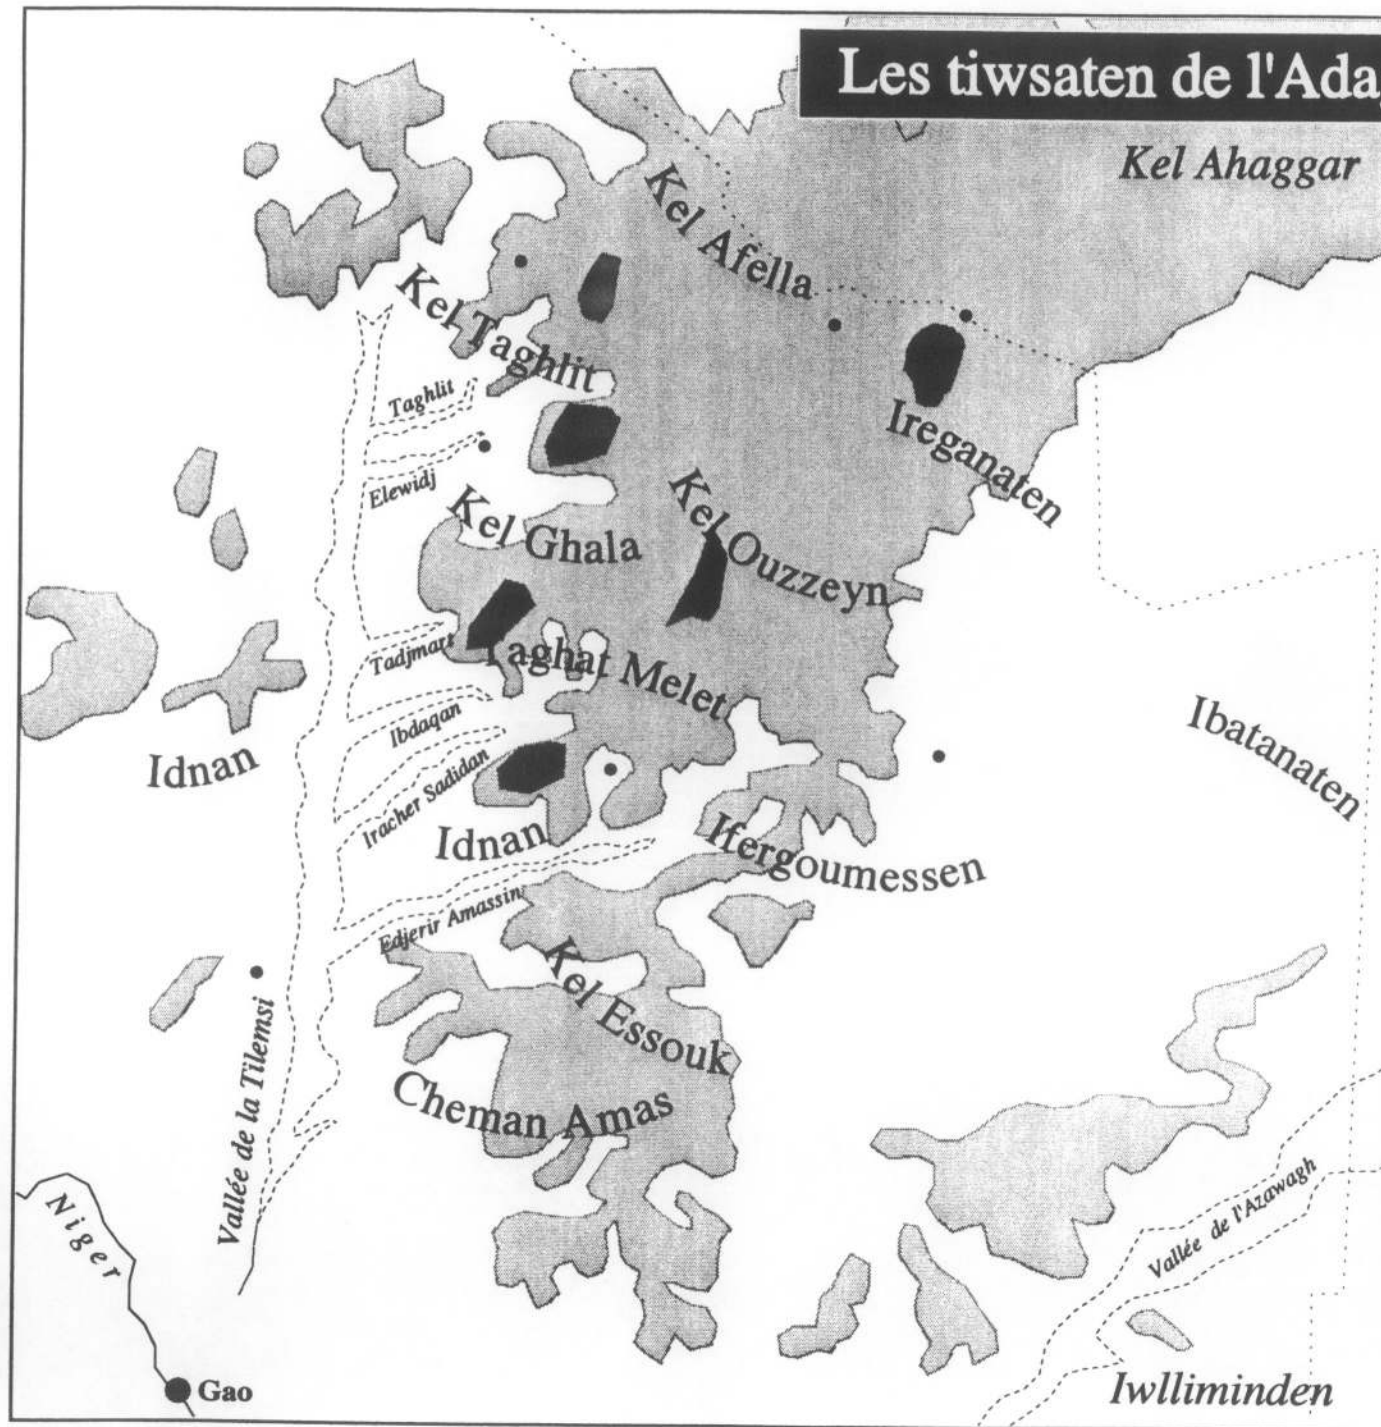 Les tiwsaten de l'Ada
Kel Ahaggar
Kel Afella
Kel Taghlit
Taghlit
Ireganaten
Elewidj
Kel Ghala
Kel Ouzzeyn
Tadjmart
Taghat Melet
Ibdaqan
Ibatanaten
Idnan
Iracher Sadidan
Idnan
Ifergoumessen
Edjerir Amassin
Kel Essouk
Vallée de la Tilemsi
Cheman Amas
Niger
Vallée de l'Azawagh
Gao
Iwlliminden